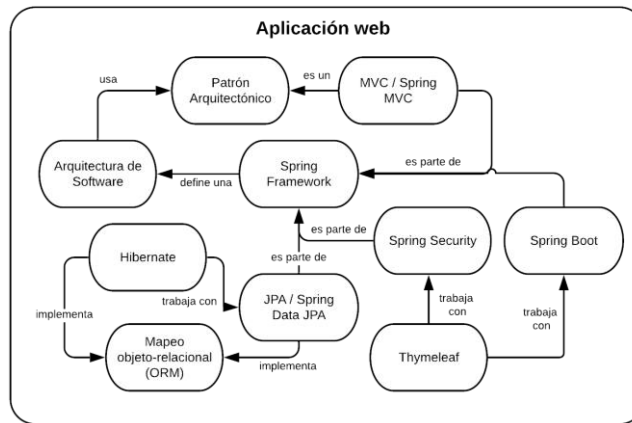 Aplicación web
usa
Patrón
Arquitectónico
es un
MVC / Spring
MVC
Arquitectura de
Software
define una
Spring
Framework
es parte de
Hibernate
es parte de
Spring Security
Spring Boot
es parte de
implementa
trabaja con
JPA / Spring
Data JPA
trabaja
con
trabaja
con
Mapeo
objeto-relacional
(ORM)
implementa
Thymeleaf